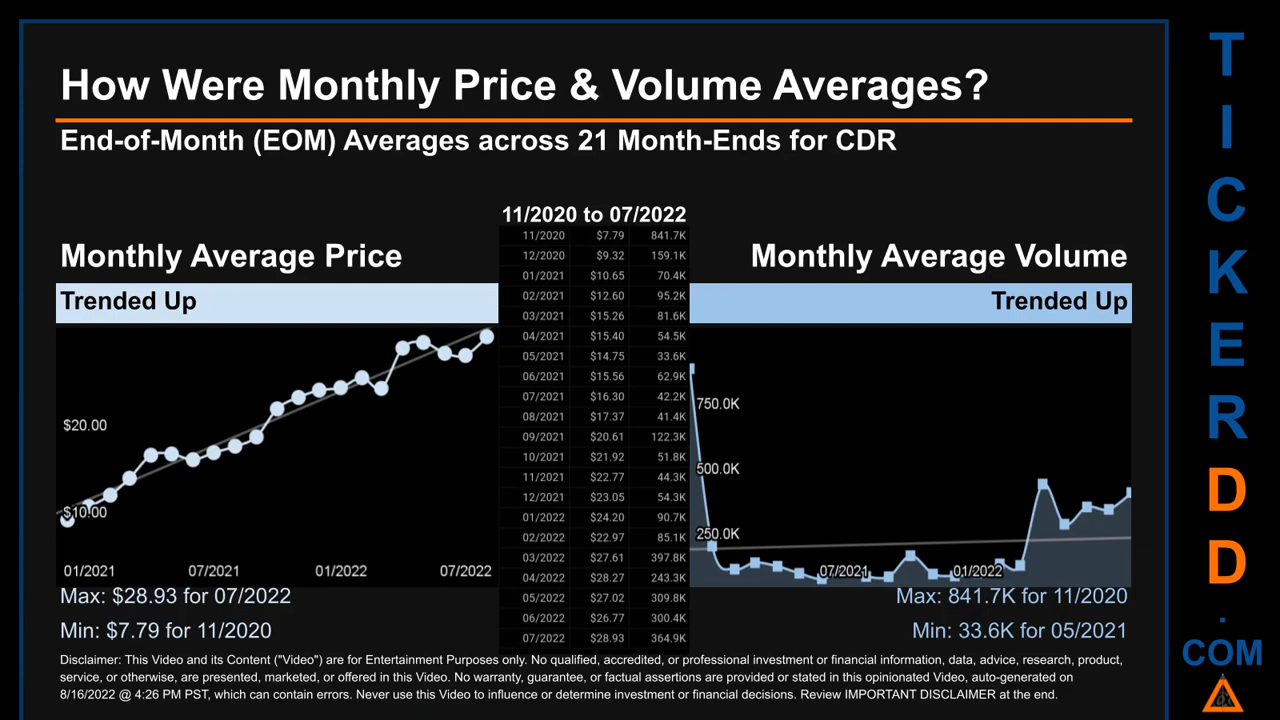 How Were Monthly Price & Volume Averages?
End-of-Month (EOM) Averages across 21 Month-Ends for CDR
11/2020 to 07/2022
Monthly Average Price
Trended Up
$20.00
$10.00
01/2021 07/2021 01/2022 07/2022
Max: $28.93 for 07/2022
Min: $7.79 for 11/2020
11/2020 $7.79 841.7K
12/2020 $9.32 159.1K
01/2021 $10.65 70.4K
02/2021 $12.60 95.2K
03/2021 $15.26 81.6K
04/2021 $15.40 54.5K
05/2021 $14.75 33.6K
06/2021 $15.56 62.9K
07/2021 $16.30 42.2K
08/2021 $17.37 41.4K
09/2021 $20.61 122.3K
10/2021 $21.92 51.8K
11/2021 $22.77 44.3K
12/2021 $23.05 54.3K
01/2022 $24.20 90.7K
02/2022 $22.97 85.1K
03/2022 $27.61 397.8K
04/2022 $28.27 243.3K
05/2022 $27.02 309.8K
06/2022 $26.77 300.4K
07/2022 $28.93 364.9K
Monthly Average Volume
Trended Up
750.0K
500.0K
250.0K
07/2021 01/2022
Max: 841.7K for 11/2020
Min: 33.6K for 05/2021
Disclaimer: This Video and its Content ("Video") are for Entertainment Purposes only. No qualified, accredited, or professional investment or financial information, data, advice, research, product,
service, or otherwise, are presented, marketed, or offered in this Video. No warranty, guarantee, or factual assertions are provided or stated in this opinionated Video, auto-generated on
8/16/2022 @ 4:26 PM PST, which can contain errors. Never use this Video to influence or determine investment or financial decisions. Review IMPORTANT DISCLAIMER at the end.
T
I
C
K
E
R
D
D
.
COM